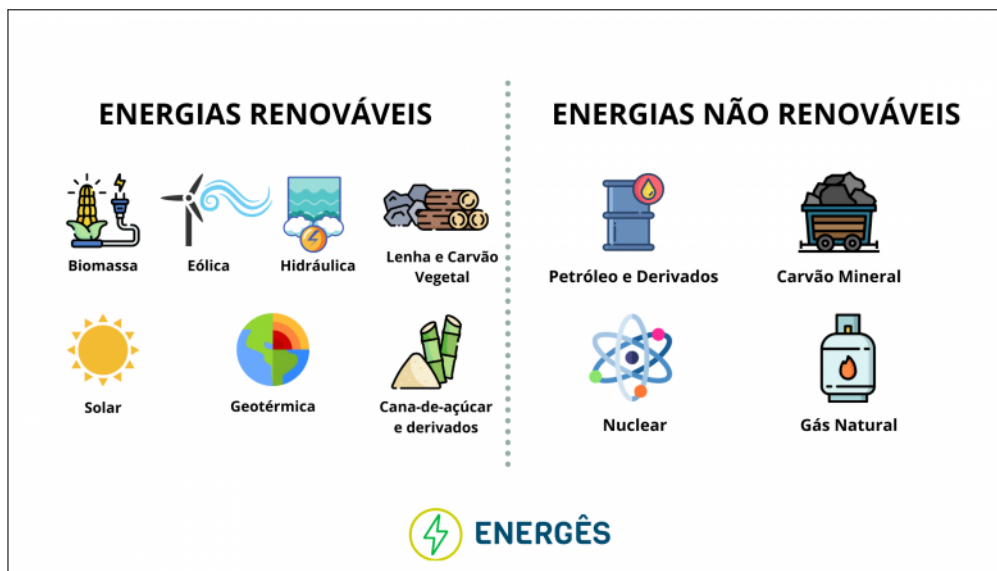 ENERGIAS RENOVÁVEIS
Biomassa
Eólica
Hidráulica
Lenha e Carvão
Vegetal
Solar
Geotérmica
Cana-de-açúcar
e derivados
ENERGIAS NÃO RENOVÁVEIS
Petróleo e Derivados
Carvão Mineral
Nuclear
Gás Natural
ENERGÊS